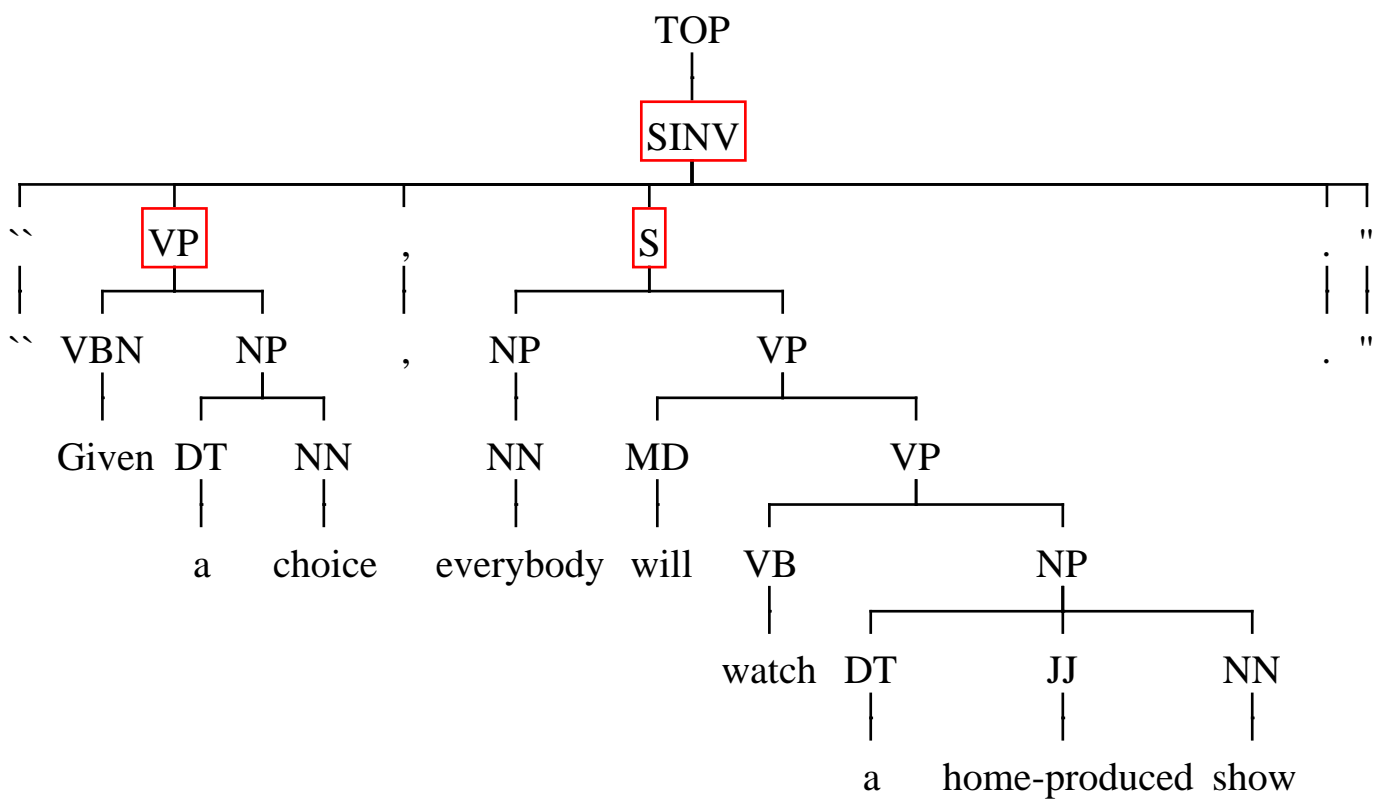 TOP
SINV
`` VP , S . "
`` VBN NP , NP VP . "
Given DT NN NN MD VP
a choice everybody will VB NP
watch DT JJ NN
a home-produced show